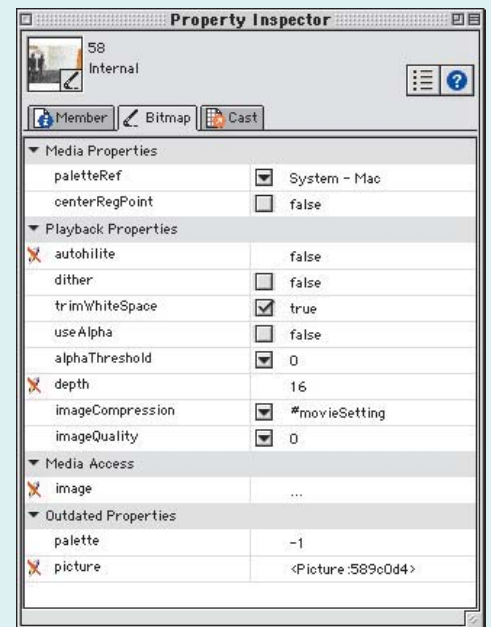 Property Inspector
58
Internal
Member Bitmap Cast
Media Properties
paletteRef System - Mac
centerRegPoint false
Playback Properties
autohilite false
dither false
trimWhiteSpace true
useAlpha false
alphaThreshold 0
depth 16
imageCompression #movieSetting
imageQuality 0
Media Access
image ...
Outdated Properties
palette -1
picture <Picture:589c0d4>